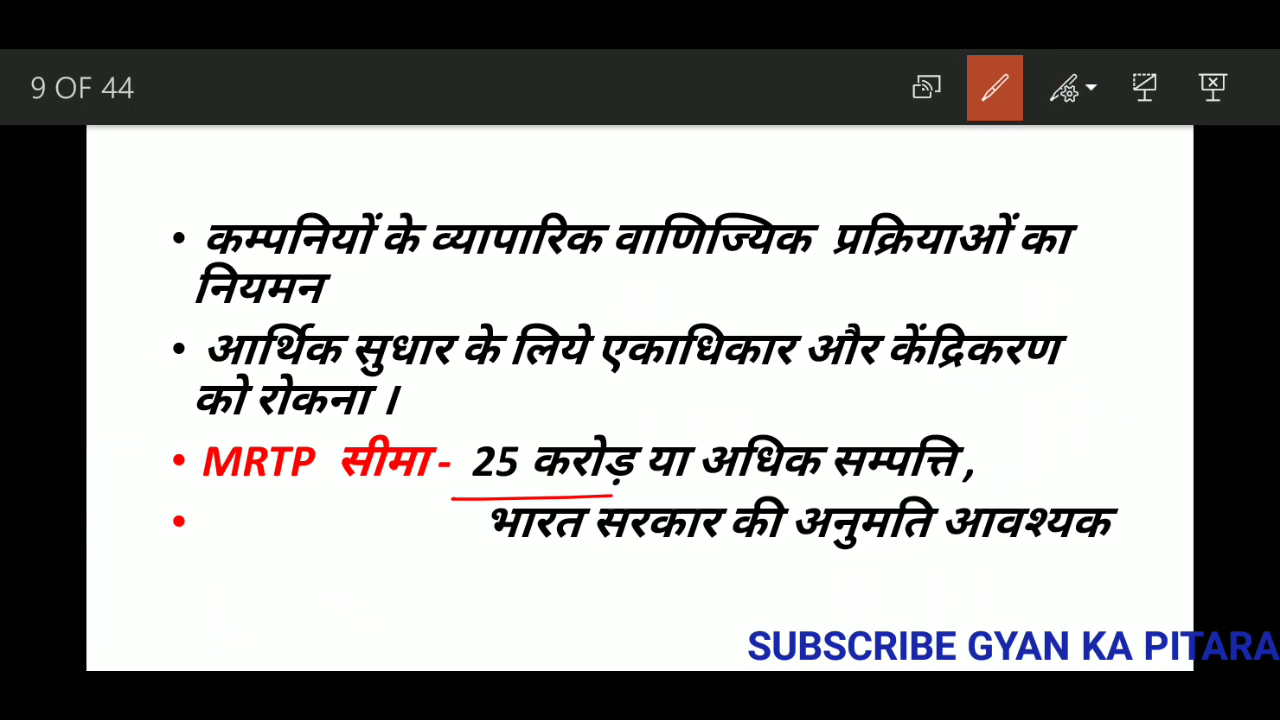 9 OF 44
• कम्पनियों के व्यापारिक वाणिज्यिक प्रक्रियाओं का
नियमन
• आर्थिक सुधार के लिये एकाधिकार और केंद्रिकरण
को रोकना ।
• MRTP सीमा - 25 करोड़ या अधिक सम्पत्ति ,
• भारत सरकार की अनुमति आवश्यक
SUBSCRIBE GYAN KA PITARA